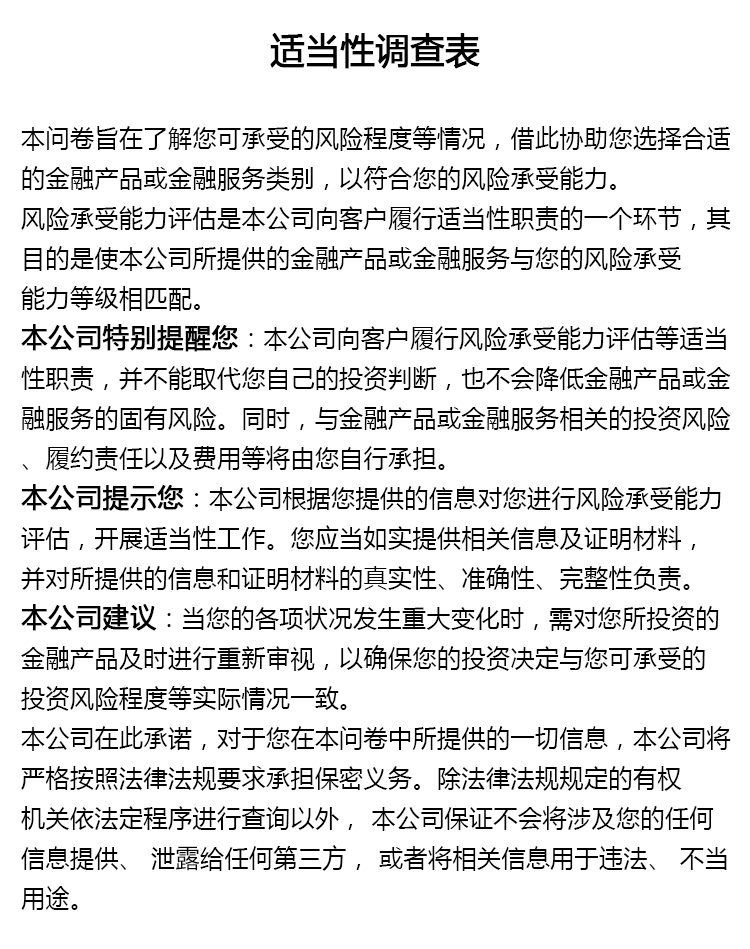 适当性调查表
本问卷旨在了解您可承受的风险程度等情况，借此协助您选择合适
的金融产品或金融服务类别，以符合您的风险承受能力。
风险承受能力评估是本公司向客户履行适当性职责的一个环节，其
目的是使本公司所提供的金融产品或金融服务与您的风险承受
能力等级相匹配。
本公司特别提醒您：本公司向客户履行风险承受能力评估等适当
性职责，并不能取代您自己的投资判断，也不会降低金融产品或金
融服务的固有风险。同时，与金融产品或金融服务相关的投资风险
、履约责任以及费用等将由您自行承担。
本公司提示您：本公司根据您提供的信息对您进行风险承受能力
评估，开展适当性工作。您应当如实提供相关信息及证明材料，
并对所提供的信息和证明材料的真实性、准确性、完整性负责。
本公司建议：当您的各项状况发生重大变化时，需对您所投资的
金融产品及时进行重新审视，以确保您的投资决定与您可承受的
投资风险程度等实际情况一致。
本公司在此承诺，对于您在本问卷中所提供的一切信息，本公司将
严格按照法律法规要求承担保密义务。除法律法规规定的有权
机关依法定程序进行查询以外， 本公司保证不会将涉及您的任何
信息提供、 泄露给任何第三方， 或者将相关信息用于违法、 不当
用途。